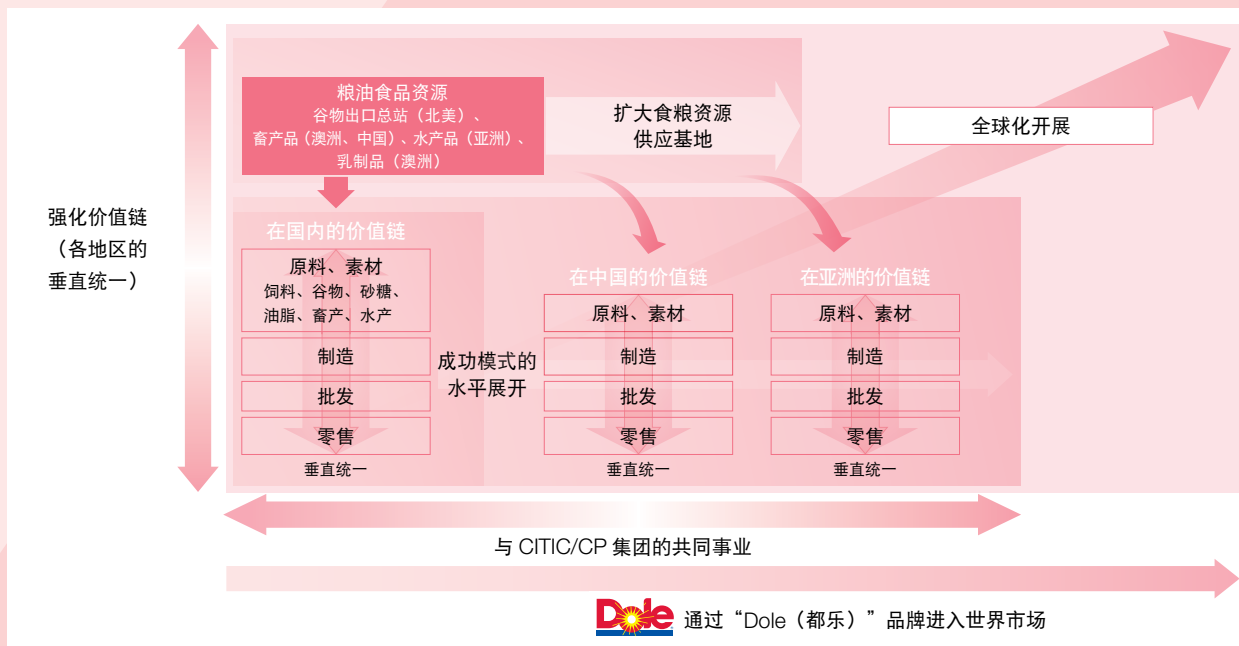 粮油食品资源
谷物出口总站（北美）、
畜产品（澳洲、中国）、水产品（亚洲）、
乳制品（澳洲）
扩大食粮资源
供应基地
全球化开展
强化价值链
（各地区的
垂直统一）
在国内的价值链
原料、素材
饲料、谷物、砂糖、
油脂、畜产、水产
制造
批发
零售
垂直统一
成功模式的
水平展开
在中国的价值链
原料、素材
制造
批发
零售
垂直统一
在亚洲的价值链
原料、素材
制造
批发
零售
垂直统一
与 CITIC/CP 集团的共同事业
Dole 通过“Dole（都乐）”品牌进入世界市场